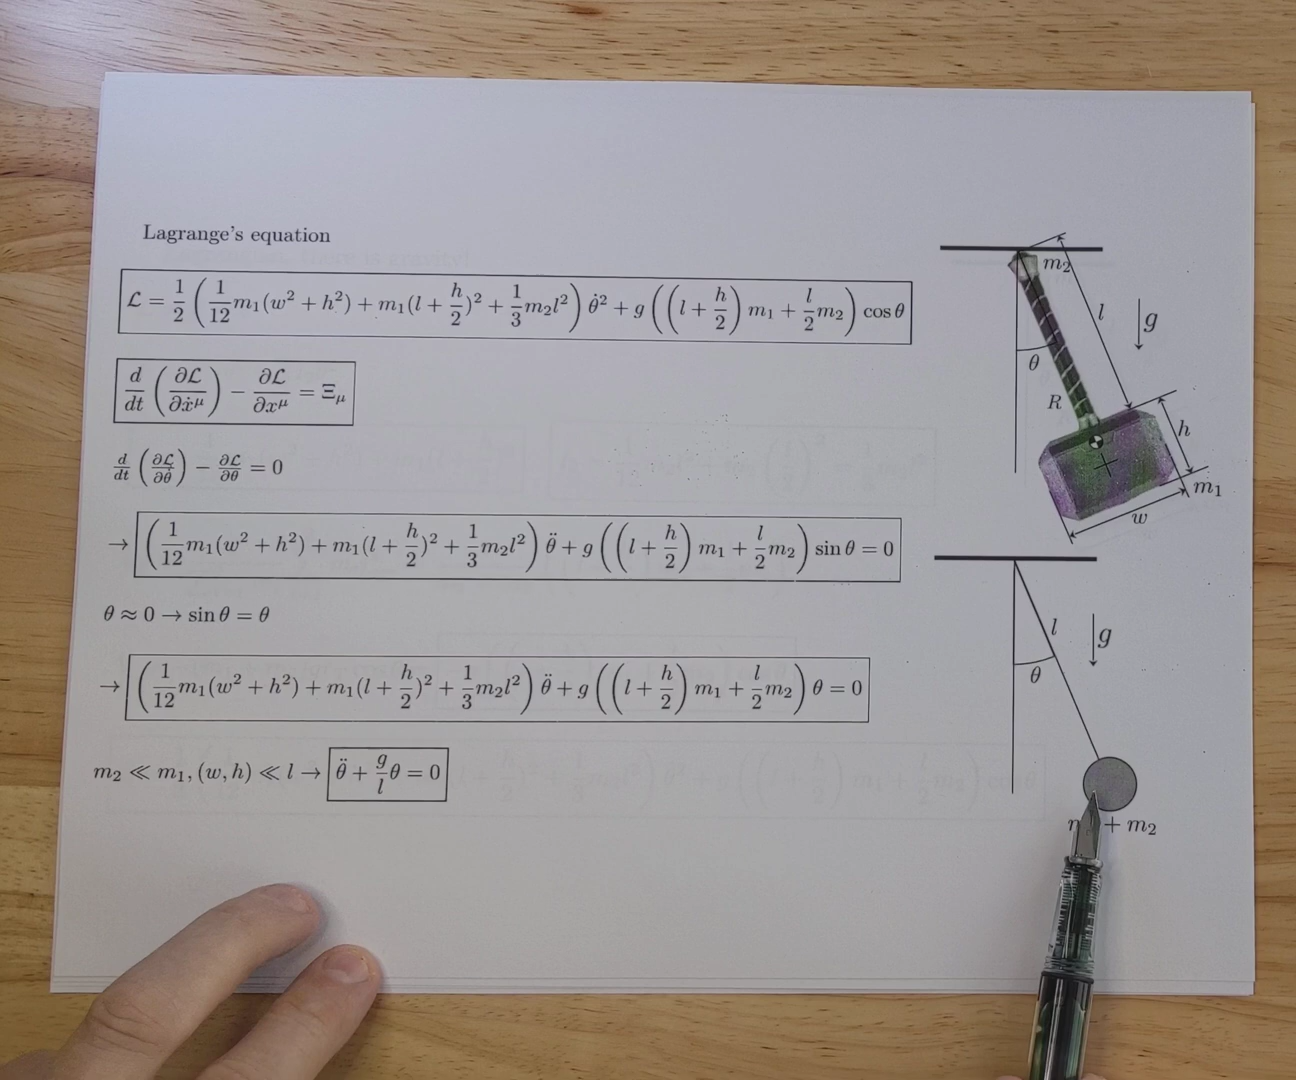 Lagrange's equation
ℒ = 1/2 (1/12 m₁(w² + h²) + m₁(l + h/2)² + 1/3 m₂l²) θ̇² + g((l + h/2) m₁ + l/2 m₂) cos θ
d/dt (∂ℒ/∂ẋ^μ) − ∂ℒ/∂x^μ = Ξ_μ
d/dt (∂ℒ/∂θ̇) − ∂ℒ/∂θ = 0
→ (1/12 m₁(w² + h²) + m₁(l + h/2)² + 1/3 m₂l²) θ̈ + g((l + h/2) m₁ + l/2 m₂) sin θ = 0
θ ≈ 0 → sin θ = θ
→ (1/12 m₁(w² + h²) + m₁(l + h/2)² + 1/3 m₂l²) θ̈ + g((l + h/2) m₁ + l/2 m₂) θ = 0
m₂ ≪ m₁, (w, h) ≪ l → θ̈ + g/l θ = 0
m₂
l
g
θ
R
h
m₁
w
l
g
θ
+ m₂